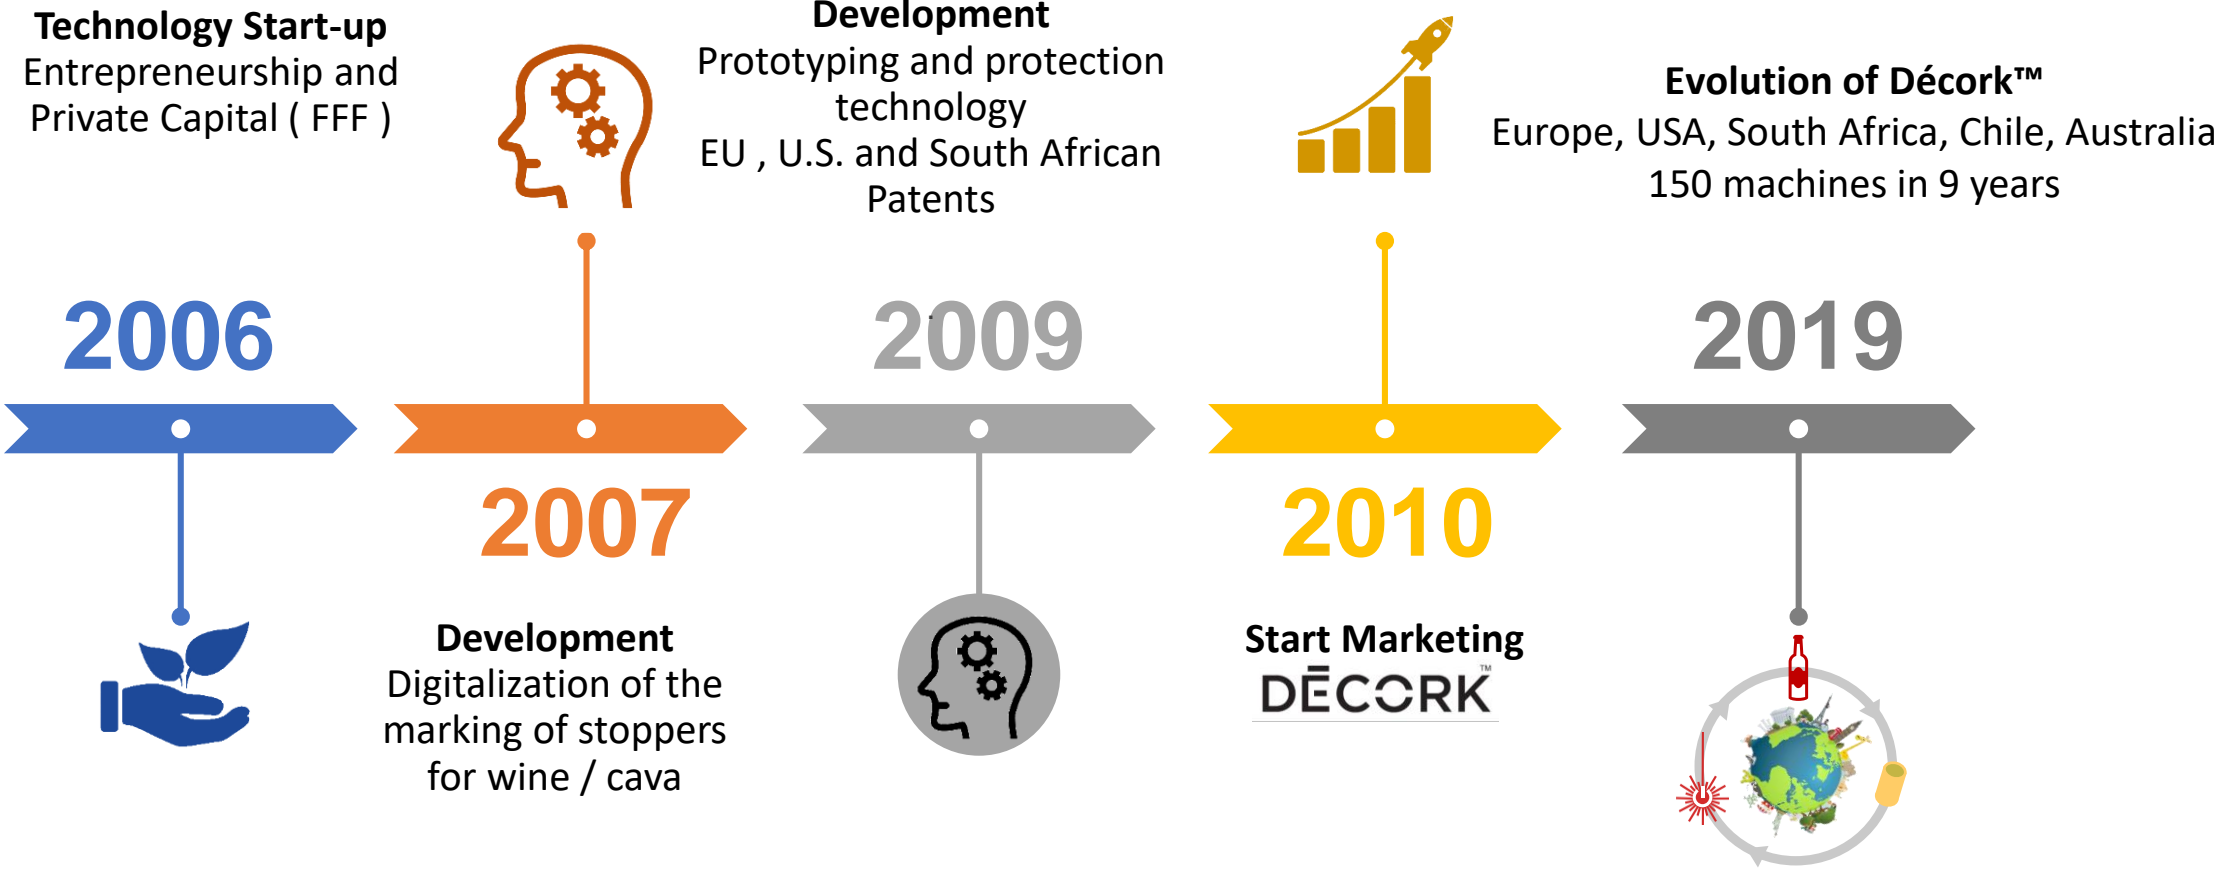 Technology Start-up
Entrepreneurship and
Private Capital ( FFF )
2006
2007
Development
Digitalization of the
marking of stoppers
for wine / cava
Development
Prototyping and protection
technology
EU , U.S. and South African
Patents
2009
2010
Start Marketing
DĒCORK™
Evolution of Décork™
Europe, USA, South Africa, Chile, Australia
150 machines in 9 years
2019